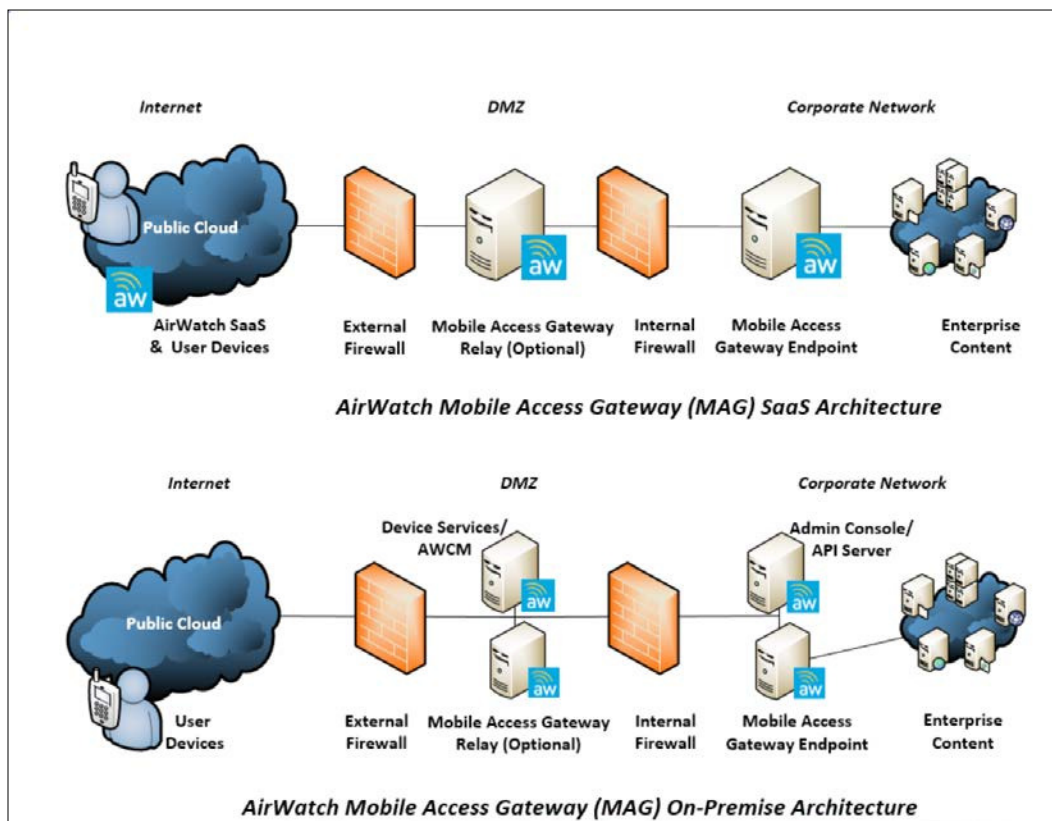 Internet
DMZ
Corporate Network
Public Cloud
aw
aw
aw
AirWatch SaaS
& User Devices
External
Firewall
Mobile Access Gateway
Relay (Optional)
Internal
Firewall
Mobile Access
Gateway Endpoint
Enterprise
Content
AirWatch Mobile Access Gateway (MAG) SaaS Architecture
Internet
DMZ
Corporate Network
Device Services/
AWCM
Admin Console/
API Server
aw
aw
Public Cloud
aw
aw
User
Devices
External
Firewall
Mobile Access Gateway
Relay (Optional)
Internal
Firewall
Mobile Access
Gateway Endpoint
Enterprise
Content
AirWatch Mobile Access Gateway (MAG) On-Premise Architecture